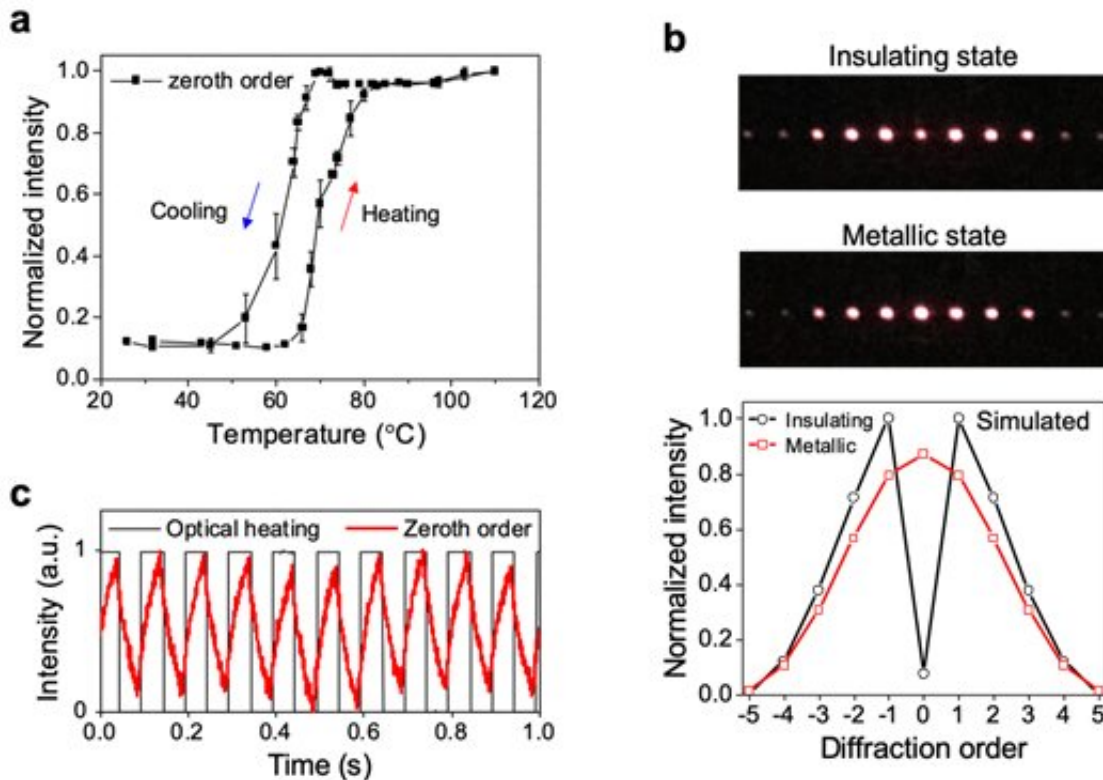 a
zeroth order
Cooling
Heating
Normalized intensity
1.0
0.8
0.6
0.4
0.2
0.0
20 40 60 80 100 120
Temperature (°C)
b
Insulating state
Metallic state
Insulating
Metallic
Simulated
Normalized intensity
1.0
0.8
0.6
0.4
0.2
0.0
-5 -4 -3 -2 -1 0 1 2 3 4 5
Diffraction order
c
Optical heating Zeroth order
Intensity (a.u.)
1
0
0.0 0.2 0.4 0.6 0.8 1.0
Time (s)